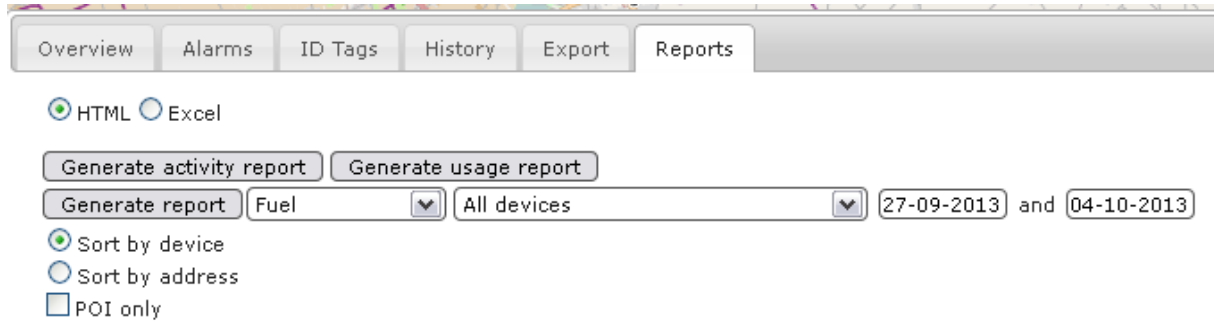 Overview Alarms ID Tags History Export Reports
HTML Excel
Generate activity report Generate usage report
Generate report Fuel All devices 27-09-2013 and 04-10-2013
Sort by device
Sort by address
POI only